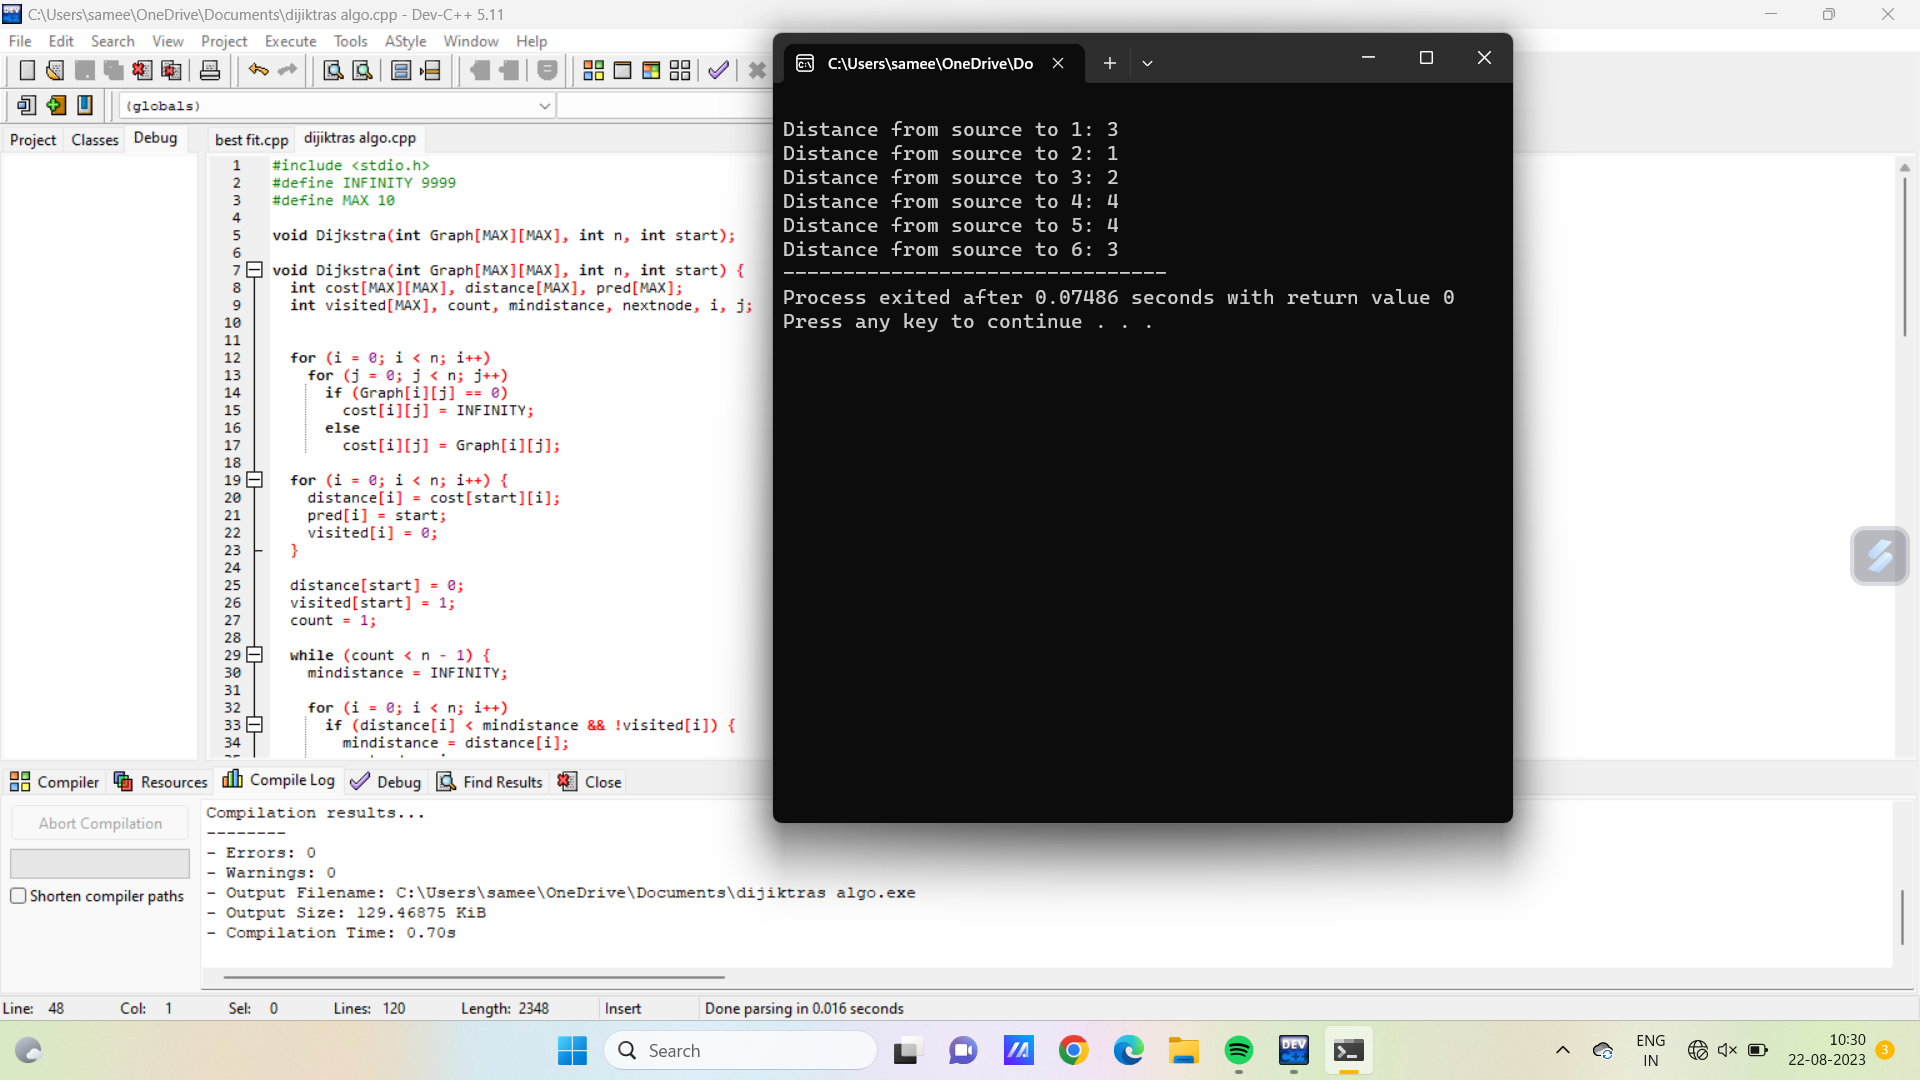 C:\Users\samee\OneDrive\Documents\dijiktras algo.cpp - Dev-C++ 5.11
File Edit Search View Project Execute Tools AStyle Window Help
(globals)
Project Classes Debug
best fit.cpp dijiktras algo.cpp
1 #include <stdio.h>
2 #define INFINITY 9999
3 #define MAX 10
4
5 void Dijkstra(int Graph[MAX][MAX], int n, int start);
6
7 void Dijkstra(int Graph[MAX][MAX], int n, int start) {
8 int cost[MAX][MAX], distance[MAX], pred[MAX];
9 int visited[MAX], count, mindistance, nextnode, i, j;
10
11
12 for (i = 0; i < n; i++)
13 for (j = 0; j < n; j++)
14 if (Graph[i][j] == 0)
15 cost[i][j] = INFINITY;
16 else
17 cost[i][j] = Graph[i][j];
18
19 for (i = 0; i < n; i++) {
20 distance[i] = cost[start][i];
21 pred[i] = start;
22 visited[i] = 0;
23 }
24
25 distance[start] = 0;
26 visited[start] = 1;
27 count = 1;
28
29 while (count < n - 1) {
30 mindistance = INFINITY;
31
32 for (i = 0; i < n; i++)
33 if (distance[i] < mindistance && !visited[i]) {
34 mindistance = distance[i];
C:\Users\samee\OneDrive\Do
Distance from source to 1: 3
Distance from source to 2: 1
Distance from source to 3: 2
Distance from source to 4: 4
Distance from source to 5: 4
Distance from source to 6: 3
--------------------------------
Process exited after 0.07486 seconds with return value 0
Press any key to continue . . .
Compiler Resources Compile Log Debug Find Results Close
Abort Compilation
Shorten compiler paths
Compilation results...
--------
- Errors: 0
- Warnings: 0
- Output Filename: C:\Users\samee\OneDrive\Documents\dijiktras algo.exe
- Output Size: 129.46875 KiB
- Compilation Time: 0.70s
Line: 48 Col: 1 Sel: 0 Lines: 120 Length: 2348 Insert Done parsing in 0.016 seconds
Search
DEV
ENG
IN
10:30
22-08-2023
3